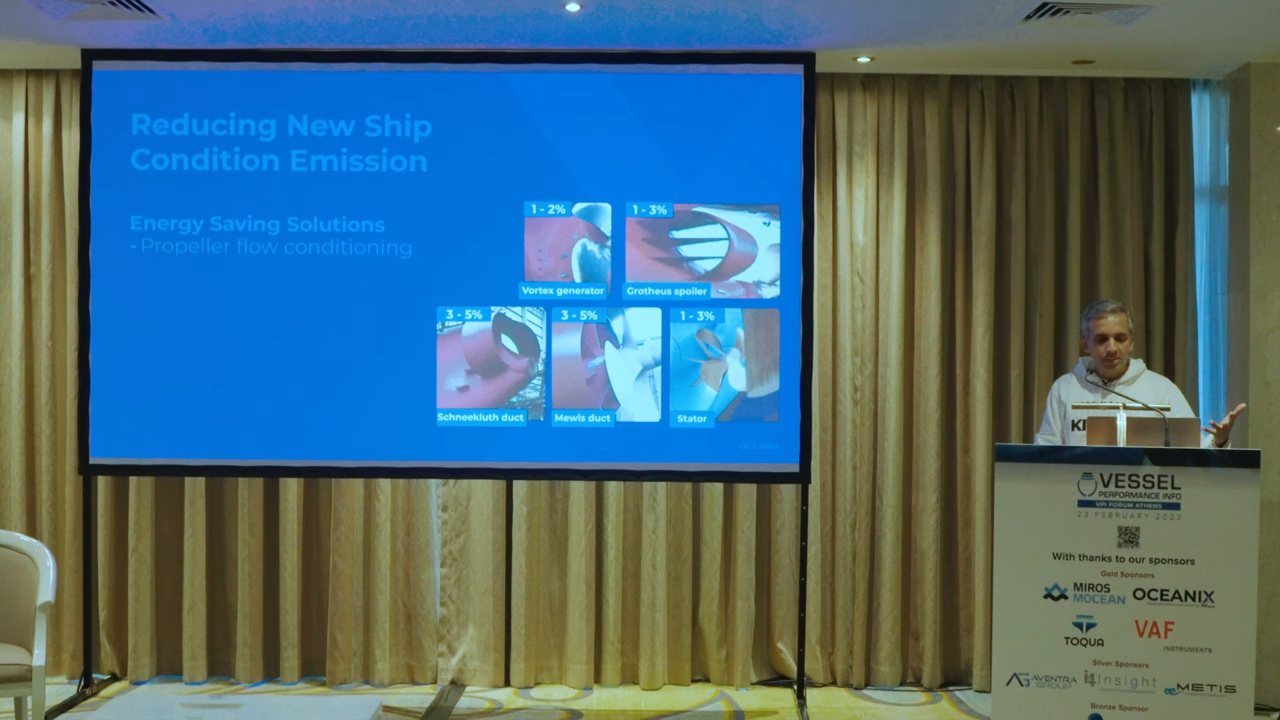 Reducing New Ship
Condition Emission
Energy Saving Solutions
- Propeller flow conditioning
1 - 2%
Vortex generator
1 - 3%
Grotheus spoiler
3 - 5%
Schneekluth duct
3 - 5%
Mewis duct
1 - 3%
Stator
VESSEL
PERFORMANCE INFO
VPI FORUM ATHENS
23 FEBRUARY 2023
With thanks to our sponsors
Gold Sponsors
MIROS
MOCEAN
OCEANIX
TOQUA
VAF
INSTRUMENTS
Silver Sponsors
AVENTRA
GROUP
i4 Insight
METIS
Bronze Sponsor